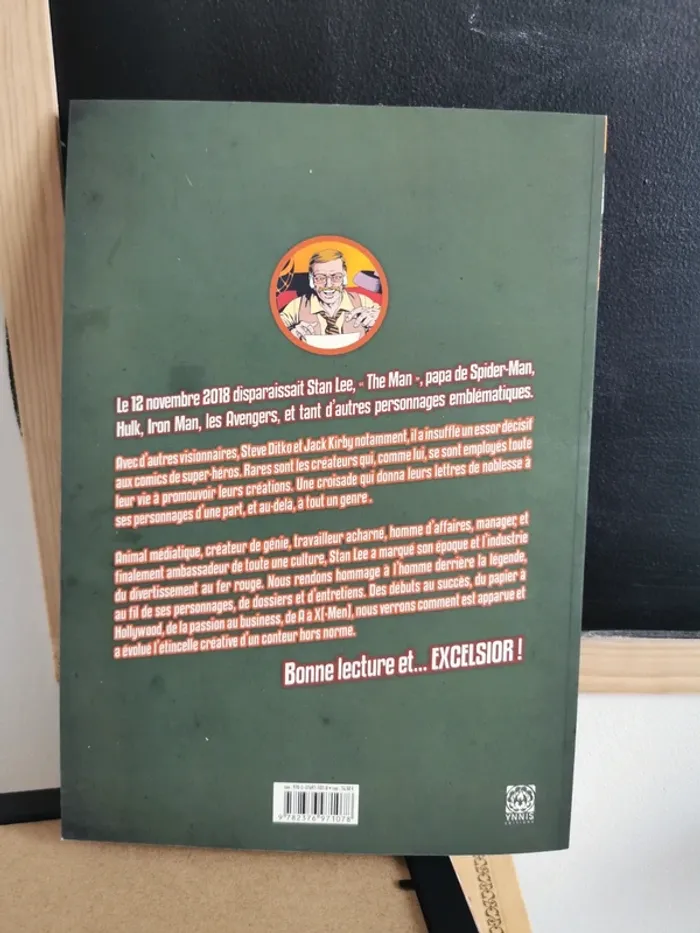 Le 12 novembre 2018 disparaissait Stan Lee, « The Man », papa de Spider-Man,
Hulk, Iron Man, les Avengers, et tant d'autres personnages emblématiques.
Avec d'autres visionnaires, Steve Ditko et Jack Kirby notamment, il a insufflé un essor décisif
aux comics de super-héros. Rares sont les créateurs qui, comme lui, se sont employés toute
leur vie à promouvoir leurs créations. Une croisade qui donna leurs lettres de noblesse à
ses personnages d'une part, et au-delà, à tout un genre.
Animal médiatique, créateur de génie, travailleur acharné, homme d'affaires, manager, et
finalement ambassadeur de toute une culture, Stan Lee a marqué son époque et l'industrie
du divertissement au fer rouge. Nous rendons hommage à l'homme derrière la légende,
au fil de ses personnages, de dossiers et d'entretiens. Des débuts au succès, du papier à
Hollywood, de la passion au business, de A à X(-Men), nous verrons comment est apparue et
a évolué l'étincelle créative d'un conteur hors norme.
Bonne lecture et... EXCELSIOR !
9782376971078
YNNIS
EDITIONS